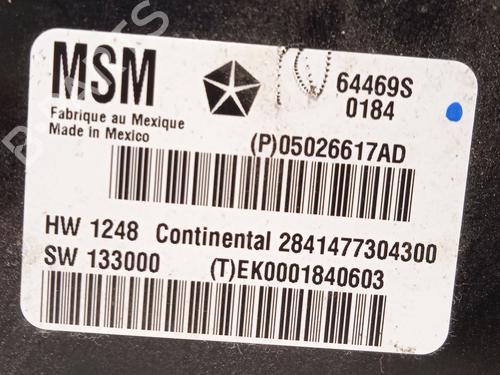 MSM
64469S
0184
Fabrique au Mexique
Made in Mexico
(P)05026617AD
HW 1248 Continental 2841477304300
SW 133000 (T)EK0001840603